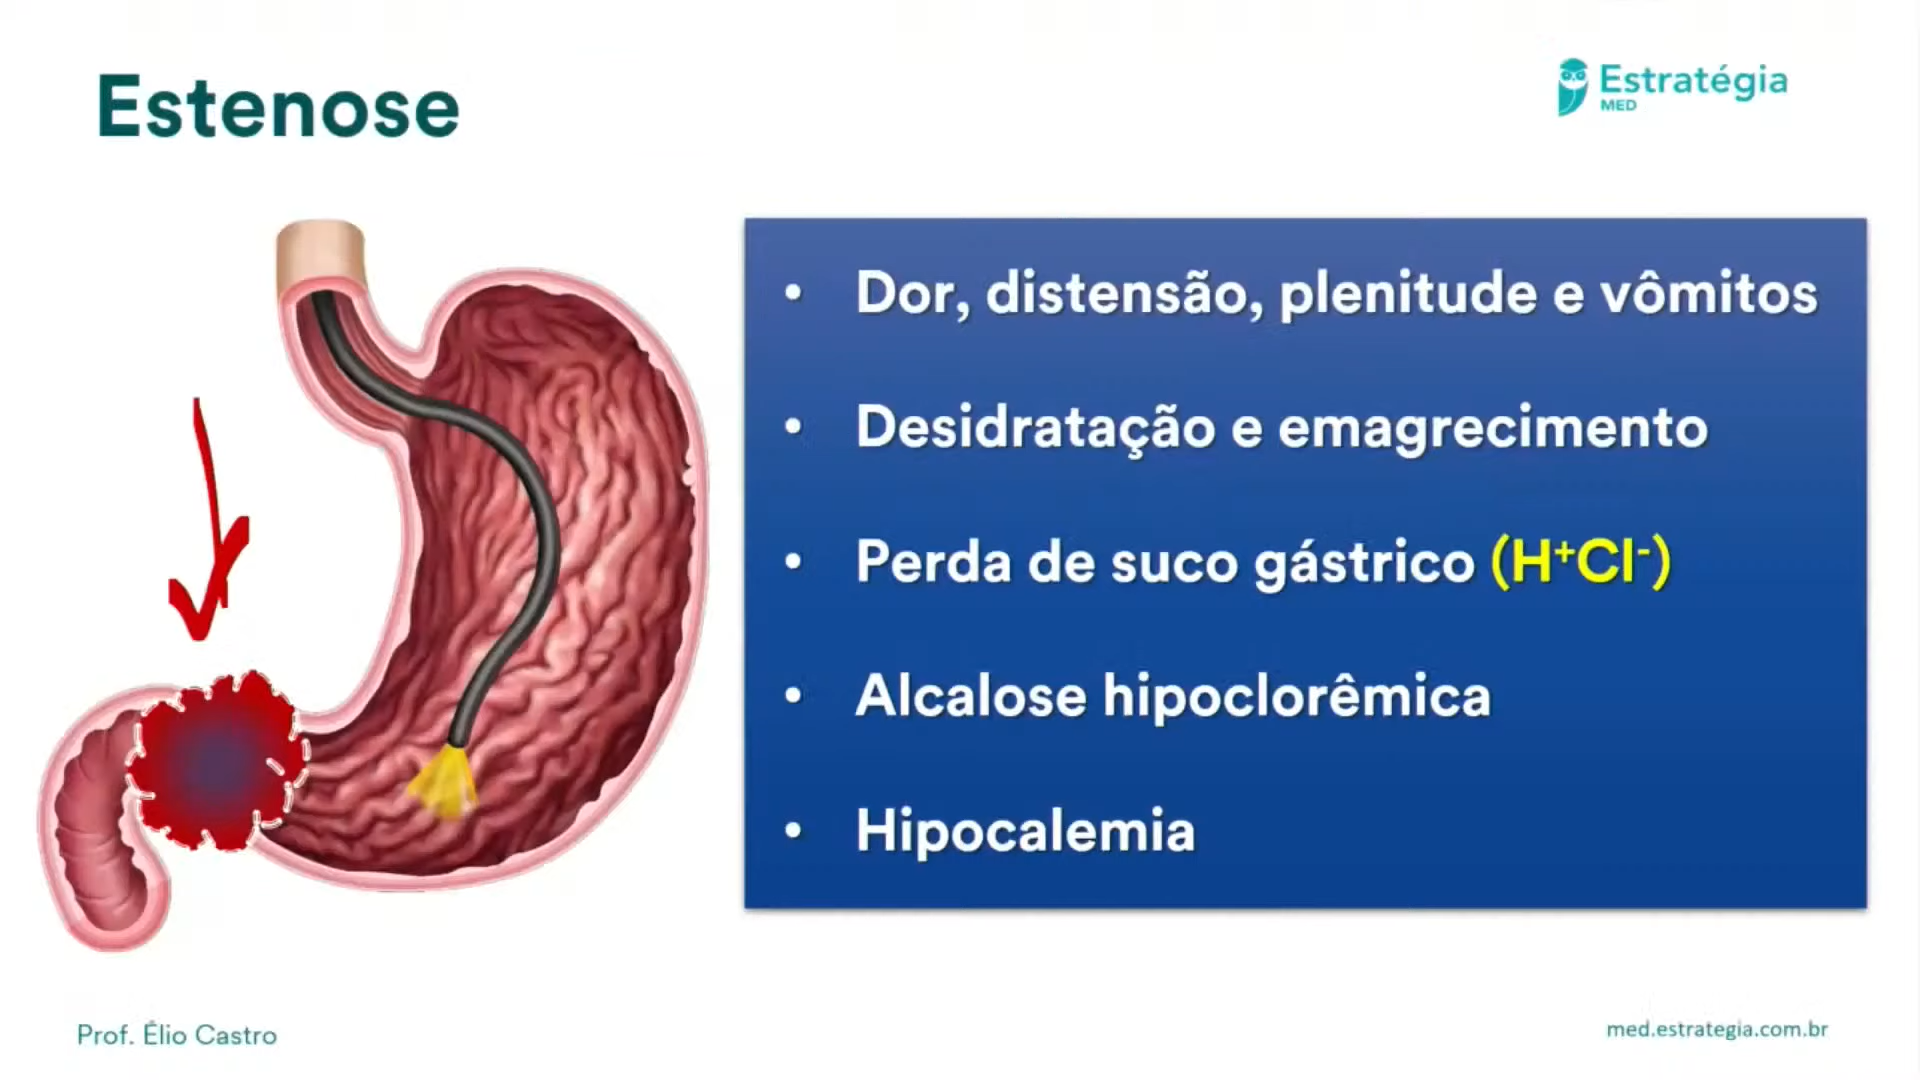 Estenose
Estratégia
MED
• Dor, distensão, plenitude e vômitos
• Desidratação e emagrecimento
• Perda de suco gástrico (H⁺Cl⁻)
• Alcalose hipoclorêmica
• Hipocalemia
Prof. Élio Castro
med.estrategia.com.br